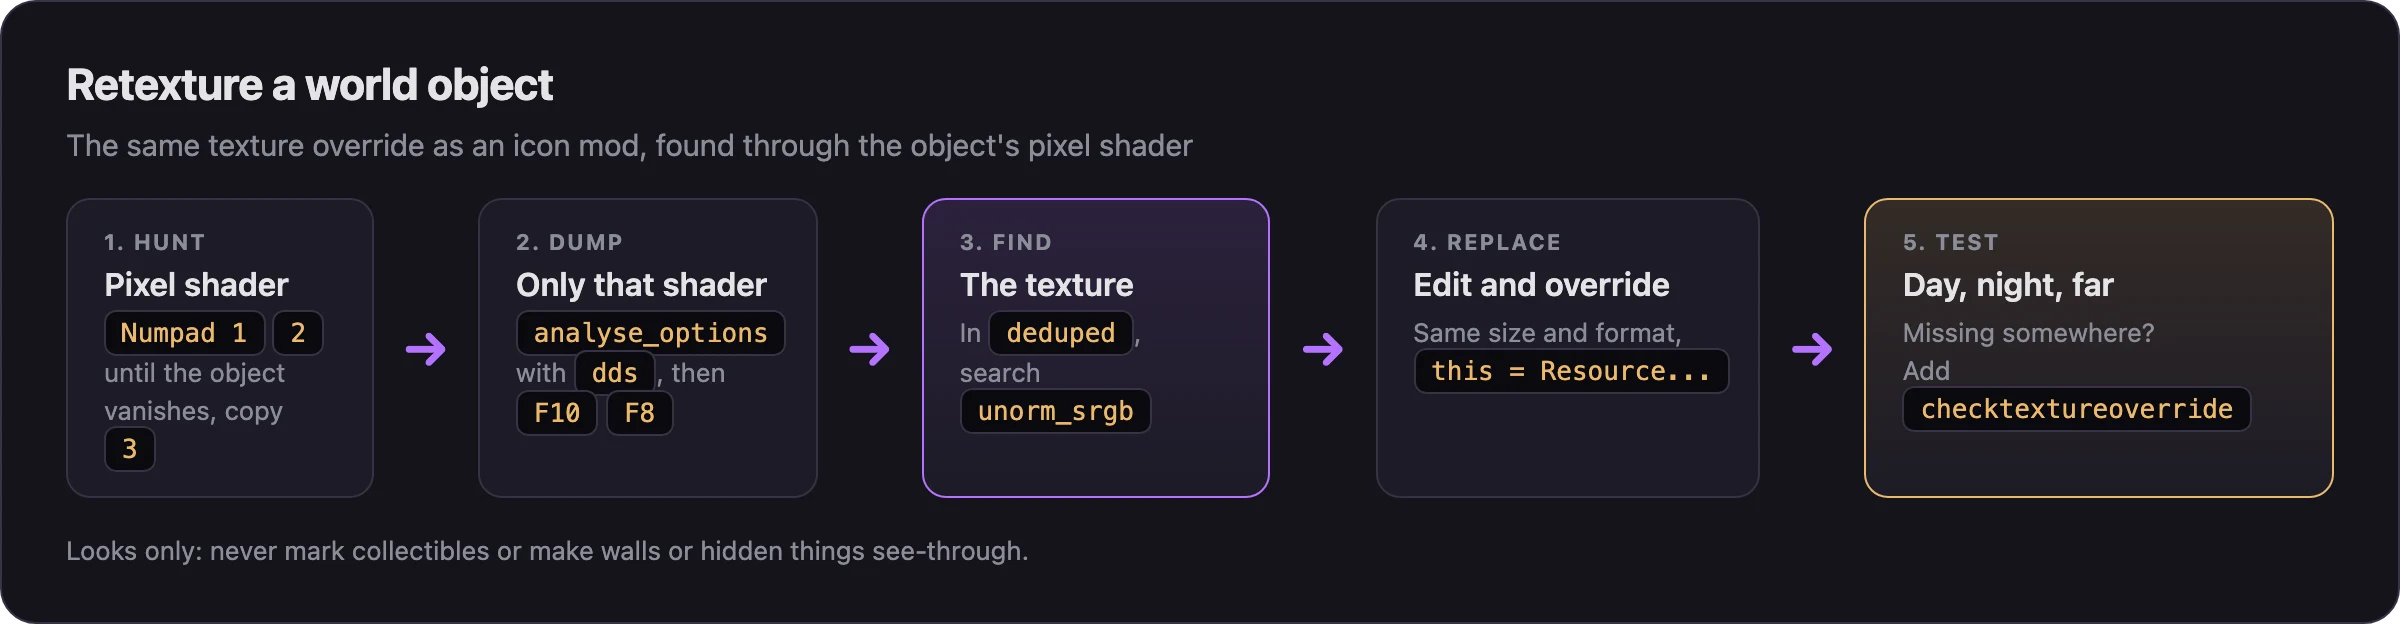 Retexture a world object
The same texture override as an icon mod, found through the object's pixel shader
1. HUNT
Pixel shader
Numpad 1 2
until the object
vanishes, copy
3
2. DUMP
Only that shader
analyse_options
with dds, then
F10 F8
3. FIND
The texture
In deduped,
search
unorm_srgb
4. REPLACE
Edit and override
Same size and format,
this = Resource...
5. TEST
Day, night, far
Missing somewhere?
Add
checktextureoverride
Looks only: never mark collectibles or make walls or hidden things see-through.